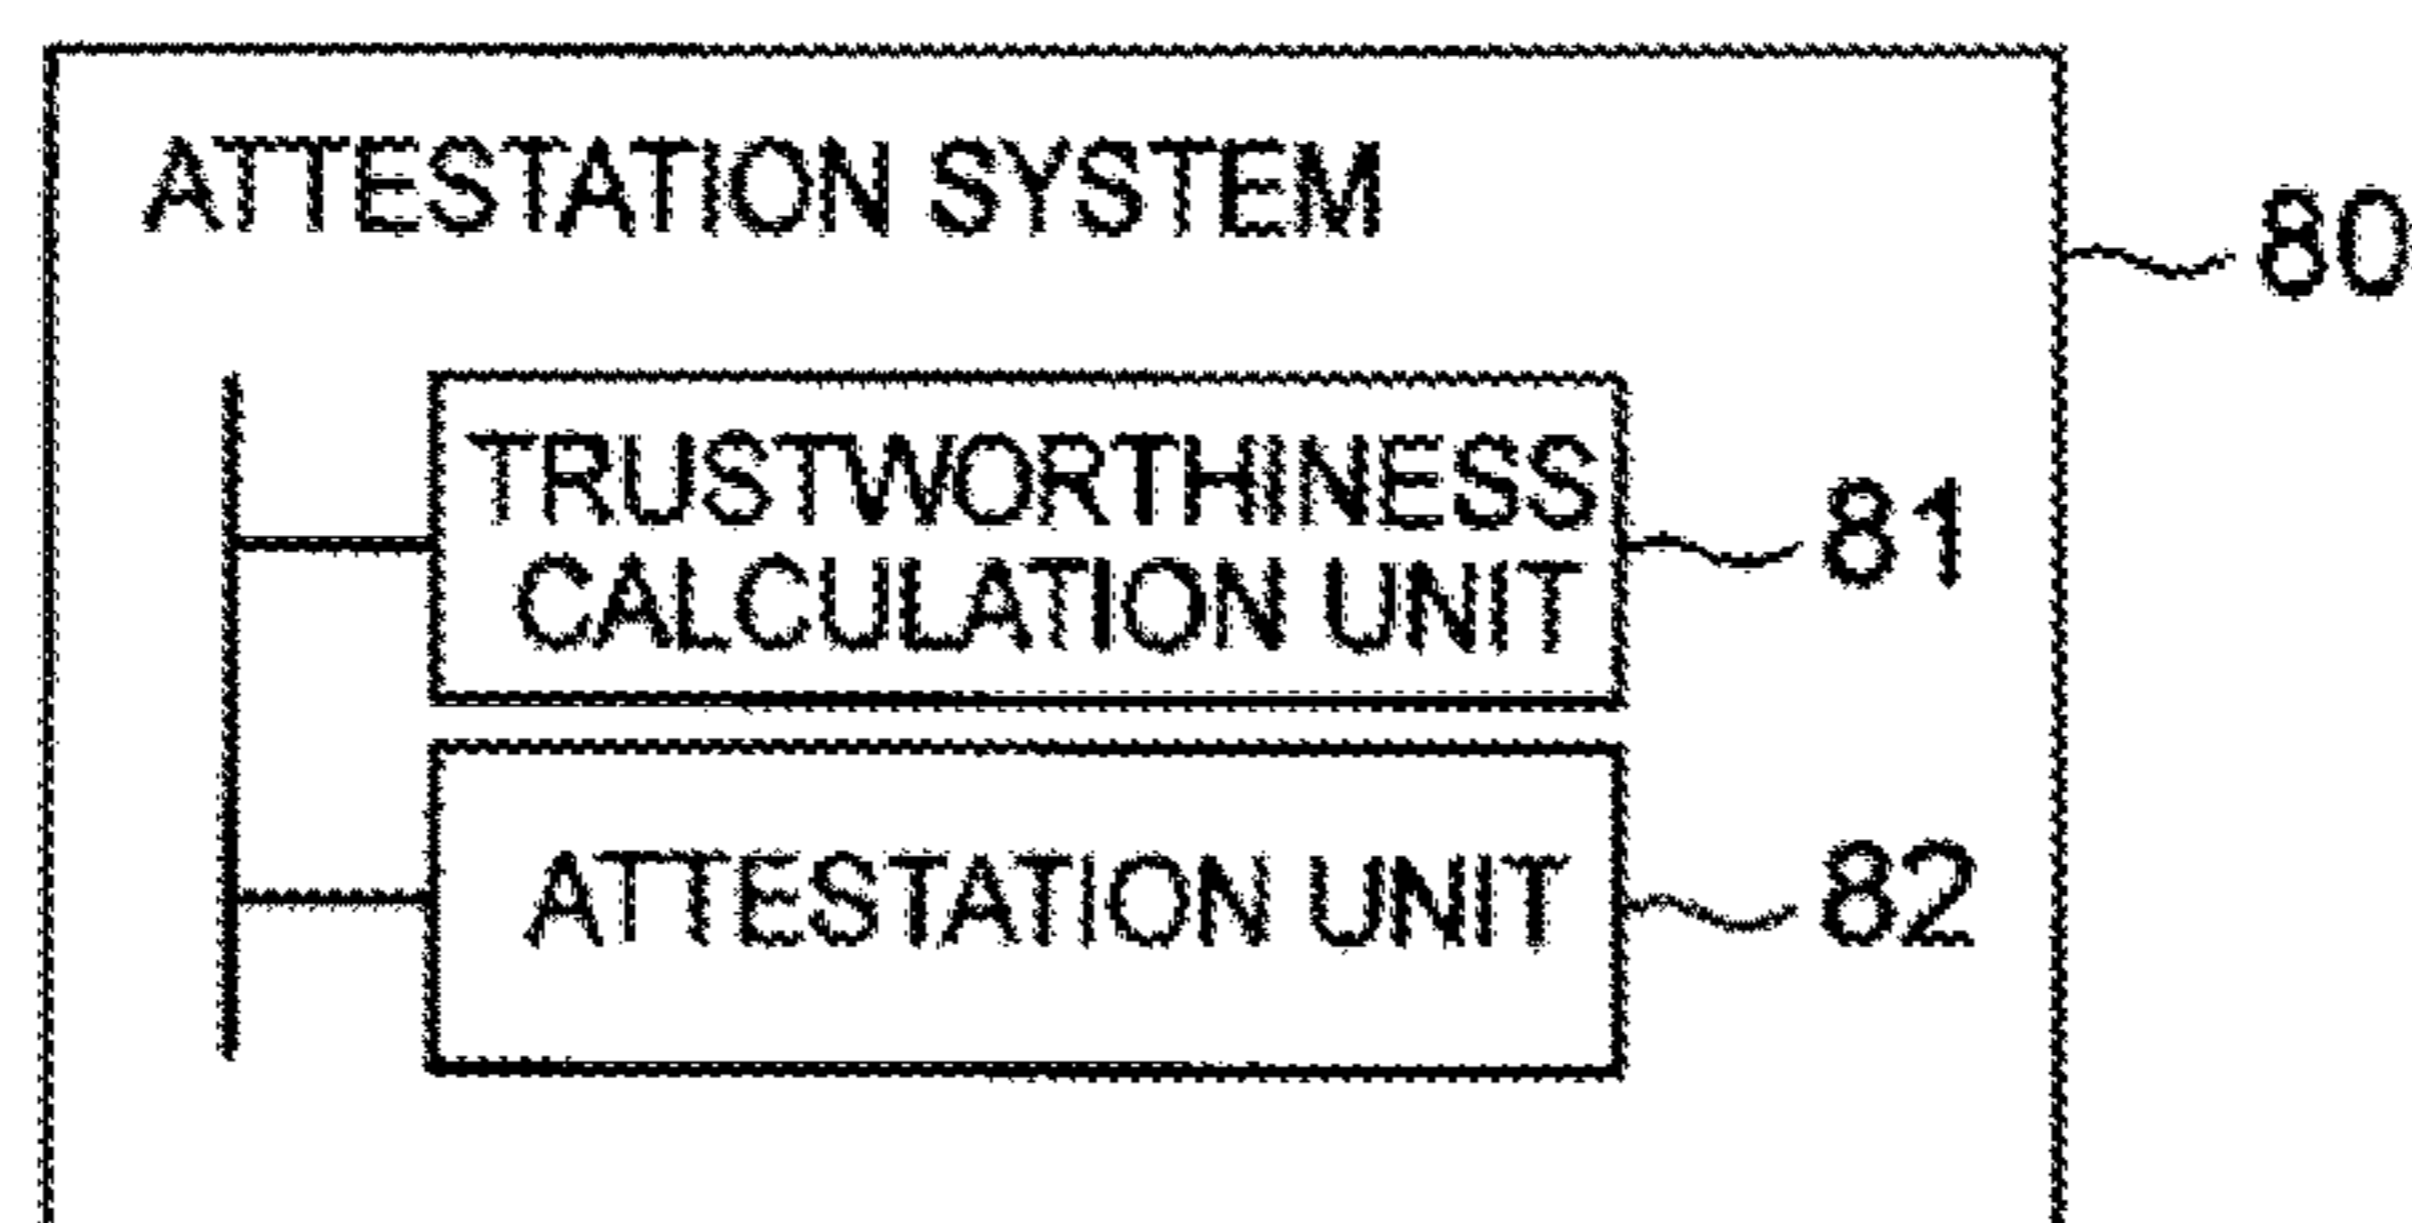 ATTESTATION SYSTEM
80
TRUSTWORTHINESS
CALCULATION UNIT
81
ATTESTATION UNIT
82